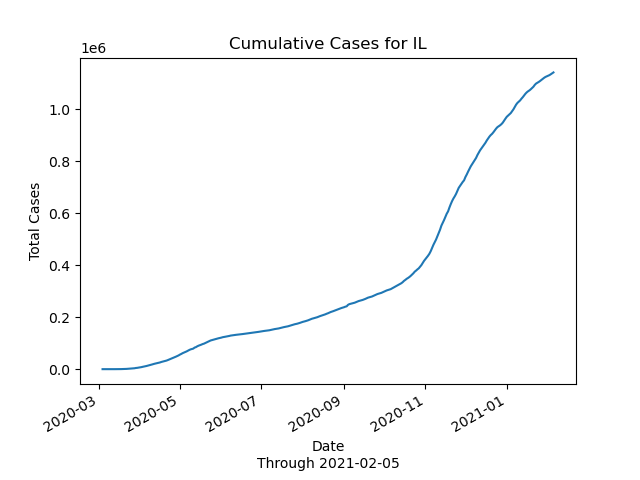 Cumulative Cases for IL
1e6
1.0
0.8
0.6
0.4
0.2
0.0
Total Cases
2020-03
2020-05
2020-07
2020-09
2020-11
2021-01
Date
Through 2021-02-05